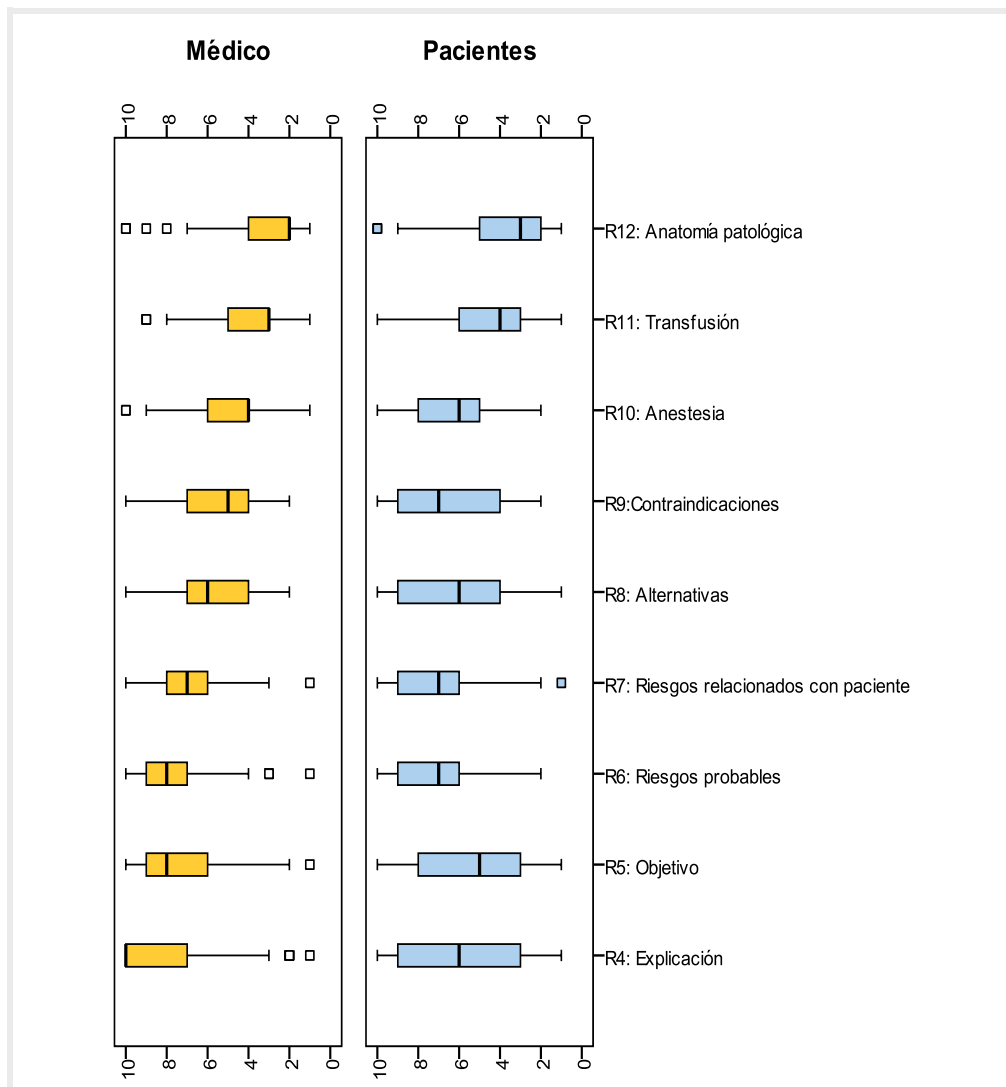 Médico Pacientes
10 8 6 4 2 0 10 8 6 4 2 0
R12: Anatomía patológica
R11: Transfusión
R10: Anestesia
R9:Contraindicaciones
R8: Alternativas
R7: Riesgos relacionados con paciente
R6: Riesgos probables
R5: Objetivo
R4: Explicación
10 8 6 4 2 0 10 8 6 4 2 0